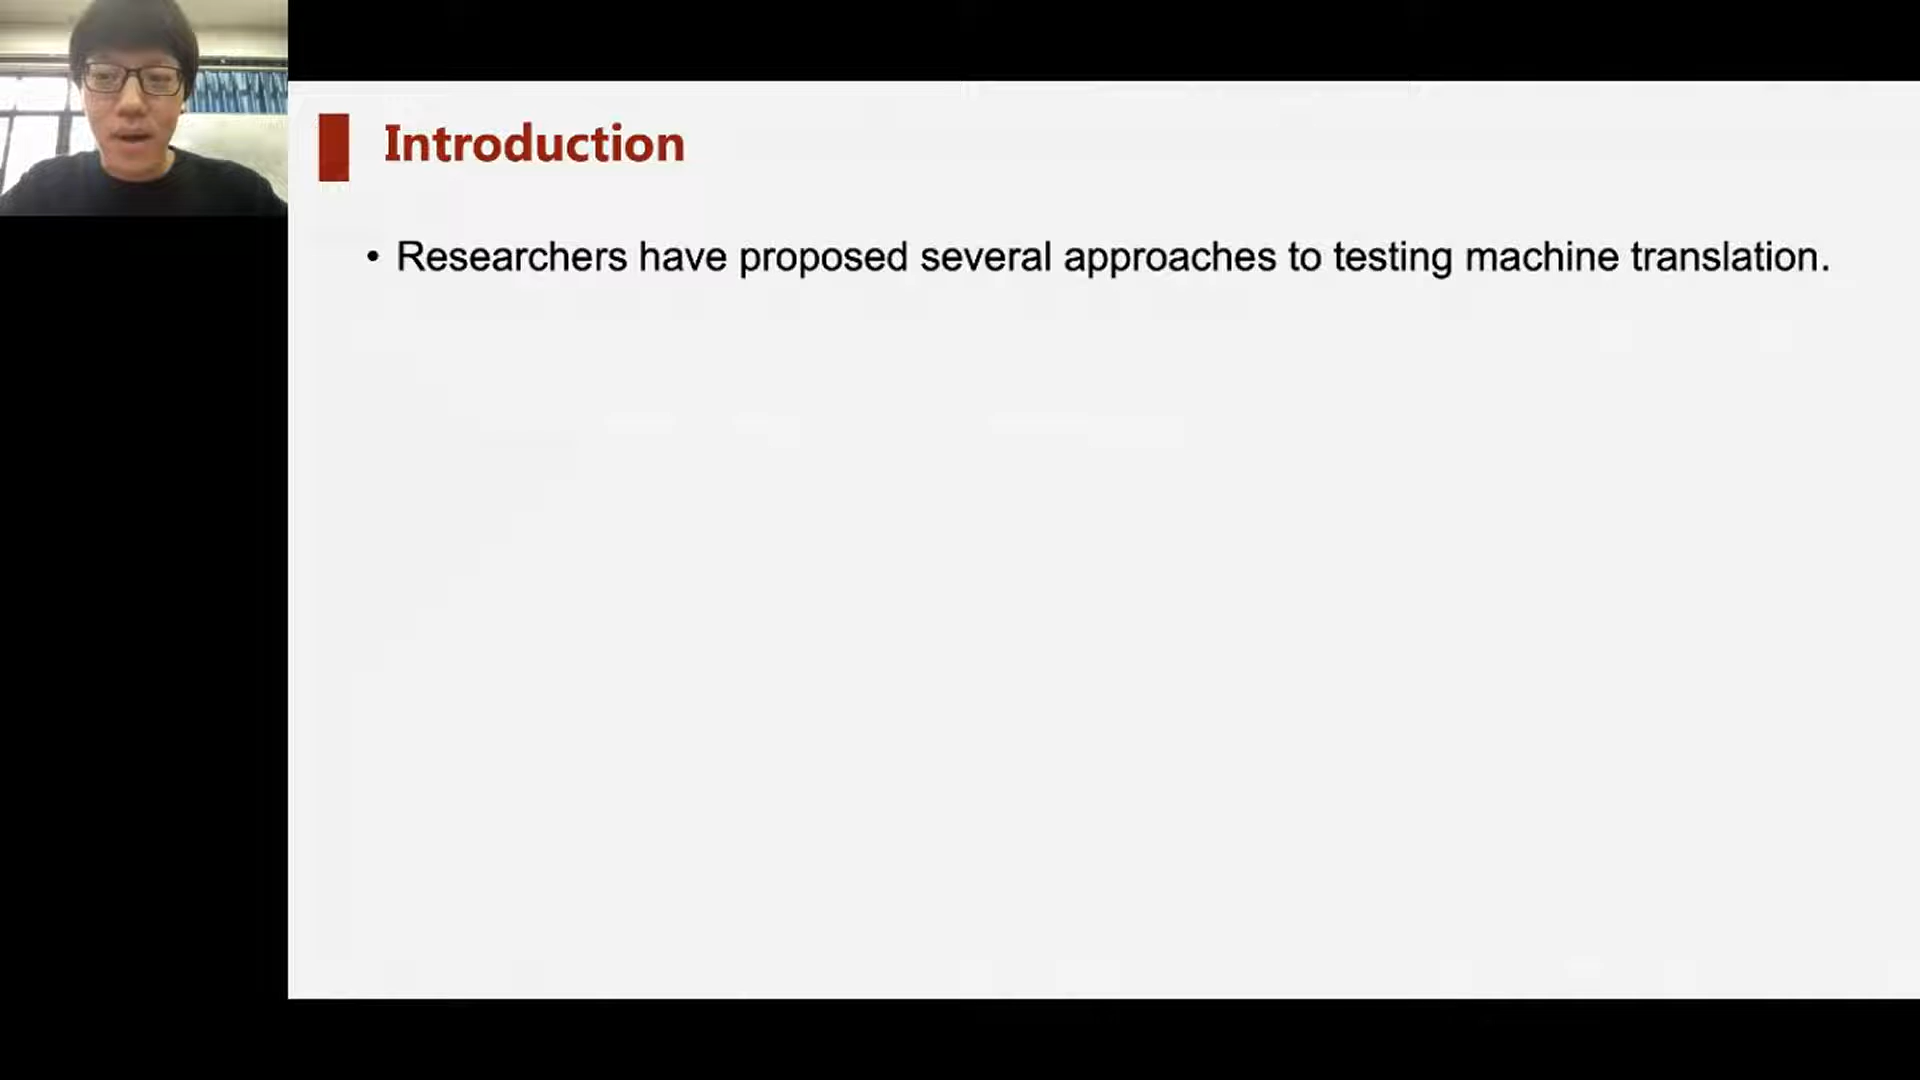 Introduction
• Researchers have proposed several approaches to testing machine translation.